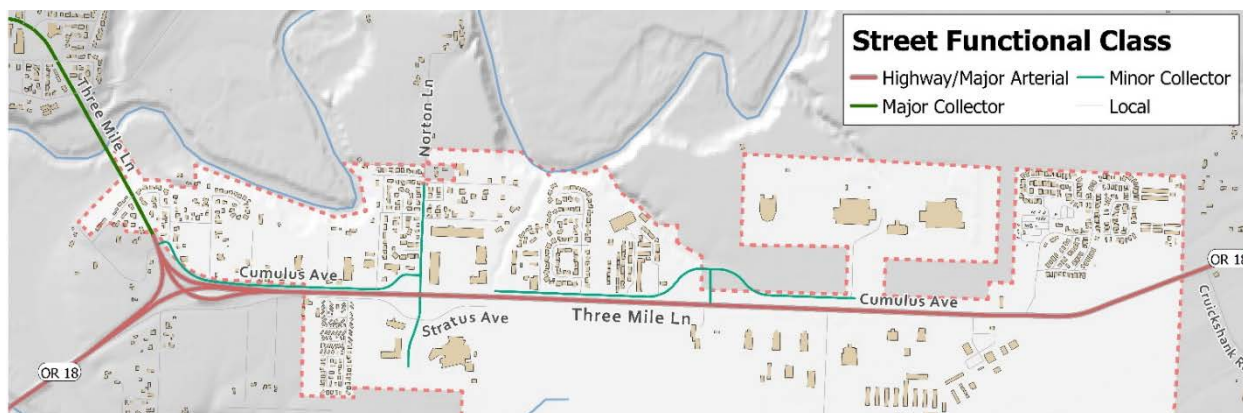 Street Functional Class
Highway/Major Arterial
Minor Collector
Major Collector
Local
Three Mile Ln
Norton Ln
Cumulus Ave
Stratus Ave
Three Mile Ln
Cumulus Ave
OR 18
OR 18
Cruickshank R